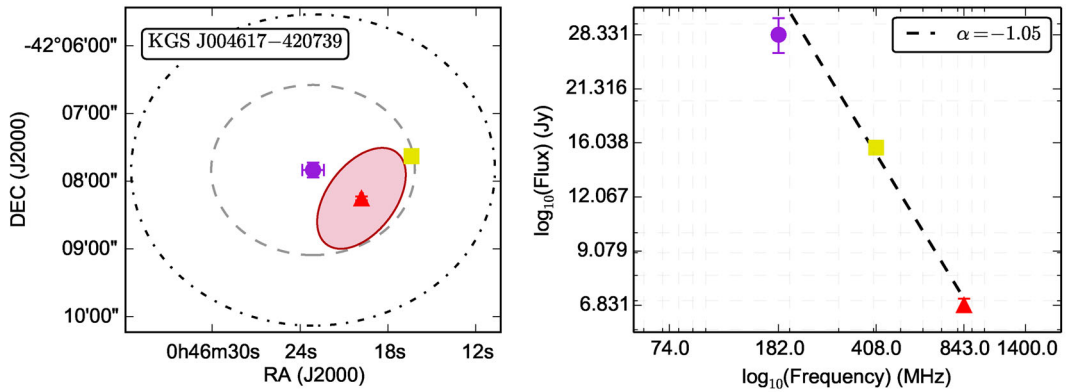 KGS J004617−420739
-42°06'00"
07'00"
08'00"
09'00"
10'00"
DEC (J2000)
0h46m30s 24s 18s 12s
RA (J2000)
α=−1.05
28.331
21.316
16.038
12.067
9.079
6.831
log₁₀(Flux) (Jy)
74.0 182.0 408.0 843.0 1400.0
log₁₀(Frequency) (MHz)